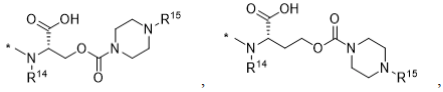 O OH R¹⁵
N
* N O N
R¹⁴ O
,
O OH O
* N O N
R¹⁴ N R¹⁵
,